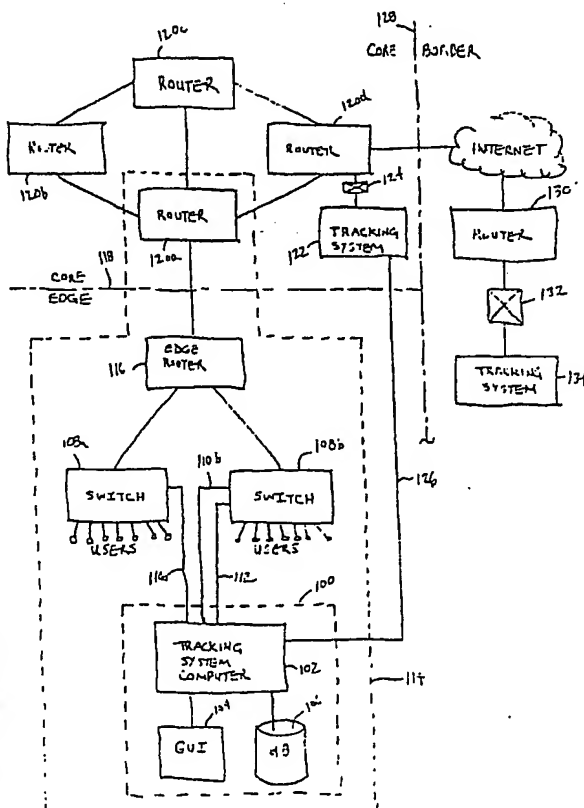 120c
128
CORE BORDER
ROUTER
120d
ROUTER
ROUTER
INTERNET
124
120b
ROUTER
130
120a
122
TRACKING
SYSTEM
ROUTER
118
CORE
EDGE
132
116
EDGE
ROUTER
TRACKING
SYSTEM
134
108a
110b
108b
SWITCH
SWITCH
126
USERS
USERS
112
100
TRACKING
SYSTEM
COMPUTER
102
114
104
GUI
dB